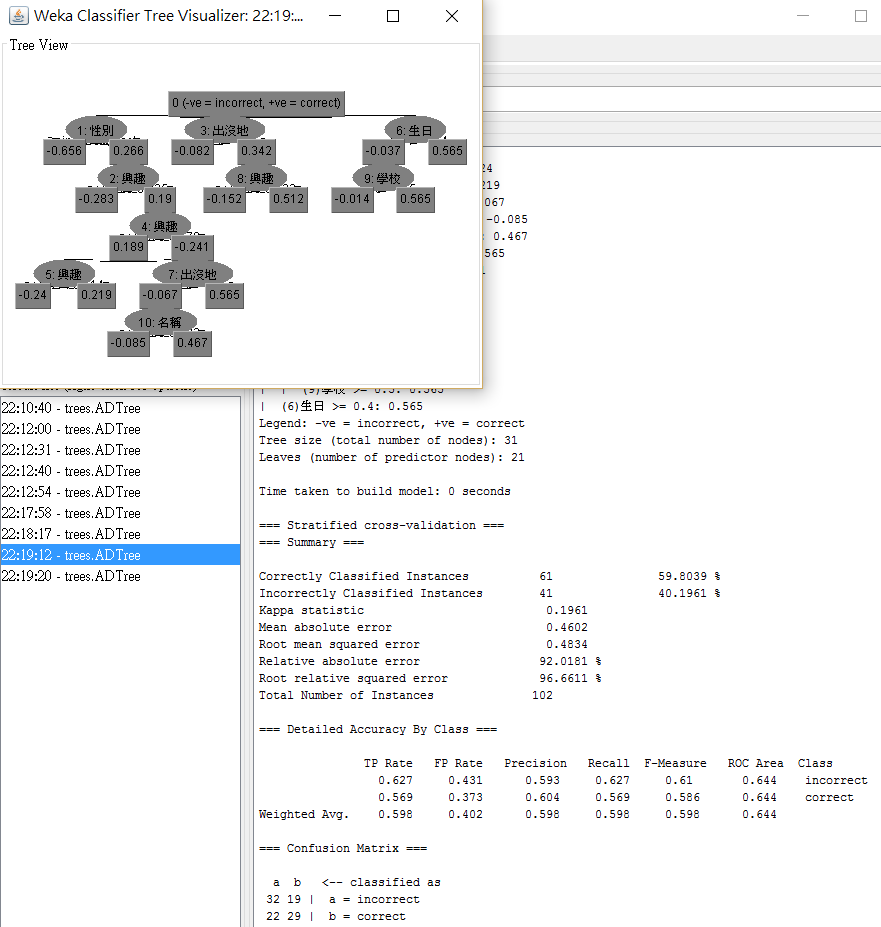 Weka Classifier Tree Visualizer: 22:19:...
Tree View
0 (-ve = incorrect, +ve = correct)
1: 性別
3: 出沒地
6: 生日
-0.656
0.266
-0.082
0.342
-0.037
0.565
2: 興趣
8: 興趣
9: 學校
-0.283
0.19
-0.152
0.512
-0.014
0.565
4: 興趣
0.189
-0.241
5: 興趣
7: 出沒地
-0.24
0.219
-0.067
0.565
10: 名稱
-0.085
0.467
24
219
067
-0.085
: 0.467
565
| | (9)學校 >= 0.5: 0.565
| (6)生日 >= 0.4: 0.565
Legend: -ve = incorrect, +ve = correct
Tree size (total number of nodes): 31
Leaves (number of predictor nodes): 21
Time taken to build model: 0 seconds
=== Stratified cross-validation ===
=== Summary ===
Correctly Classified Instances 61 59.8039 %
Incorrectly Classified Instances 41 40.1961 %
Kappa statistic 0.1961
Mean absolute error 0.4602
Root mean squared error 0.4834
Relative absolute error 92.0181 %
Root relative squared error 96.6611 %
Total Number of Instances 102
=== Detailed Accuracy By Class ===
TP Rate FP Rate Precision Recall F-Measure ROC Area Class
0.627 0.431 0.593 0.627 0.61 0.644 incorrect
0.569 0.373 0.604 0.569 0.586 0.644 correct
Weighted Avg. 0.598 0.402 0.598 0.598 0.598 0.644
=== Confusion Matrix ===
a b <-- classified as
32 19 | a = incorrect
22 29 | b = correct
22:10:40 - trees.ADTree
22:12:00 - trees.ADTree
22:12:31 - trees.ADTree
22:12:40 - trees.ADTree
22:12:54 - trees.ADTree
22:17:58 - trees.ADTree
22:18:17 - trees.ADTree
22:19:12 - trees.ADTree
22:19:20 - trees.ADTree